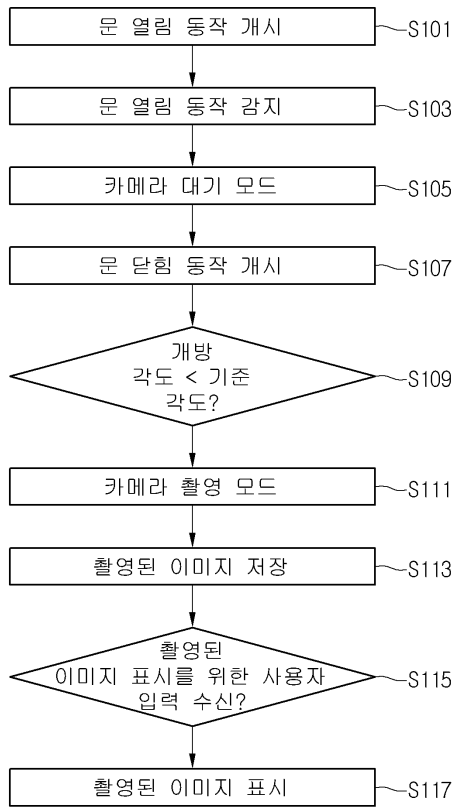 문 열림 동작 개시
S101
문 열림 동작 감지
S103
카메라 대기 모드
S105
문 닫힘 동작 개시
S107
개방
각도 < 기준
각도?
S109
카메라 촬영 모드
S111
촬영된 이미지 저장
S113
촬영된
이미지 표시를 위한 사용자
입력 수신?
S115
촬영된 이미지 표시
S117